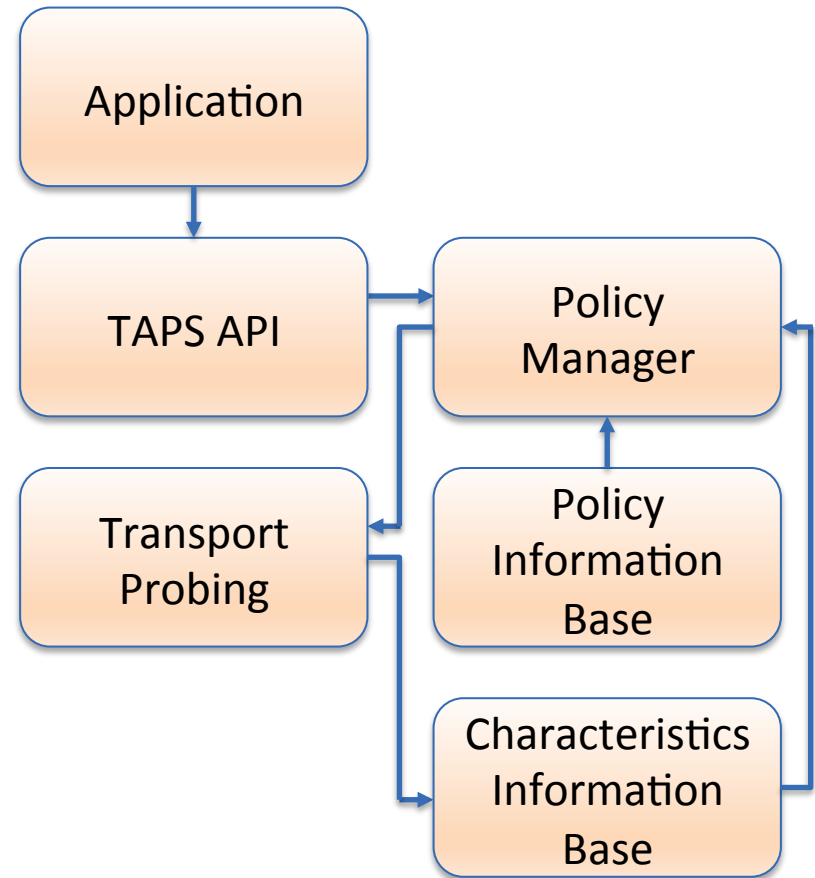 Application
TAPS API
Policy
Manager
Transport
Probing
Policy
Information
Base
Characteristics
Information
Base